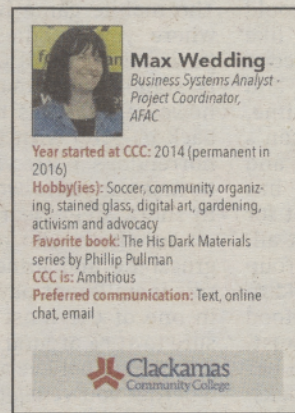 Max Wedding
Business Systems Analyst -
Project Coordinator,
AFAC
Year started at CCC: 2014 (permanent in
2016)
Hobby(ies): Soccer, community organiz-
ing, stained glass, digital art, gardening,
activism and advocacy
Favorite book: The His Dark Materials
series by Phillip Pullman
CCC is: Ambitious
Preferred communication: Text, online
chat, email
Clackamas
Community College